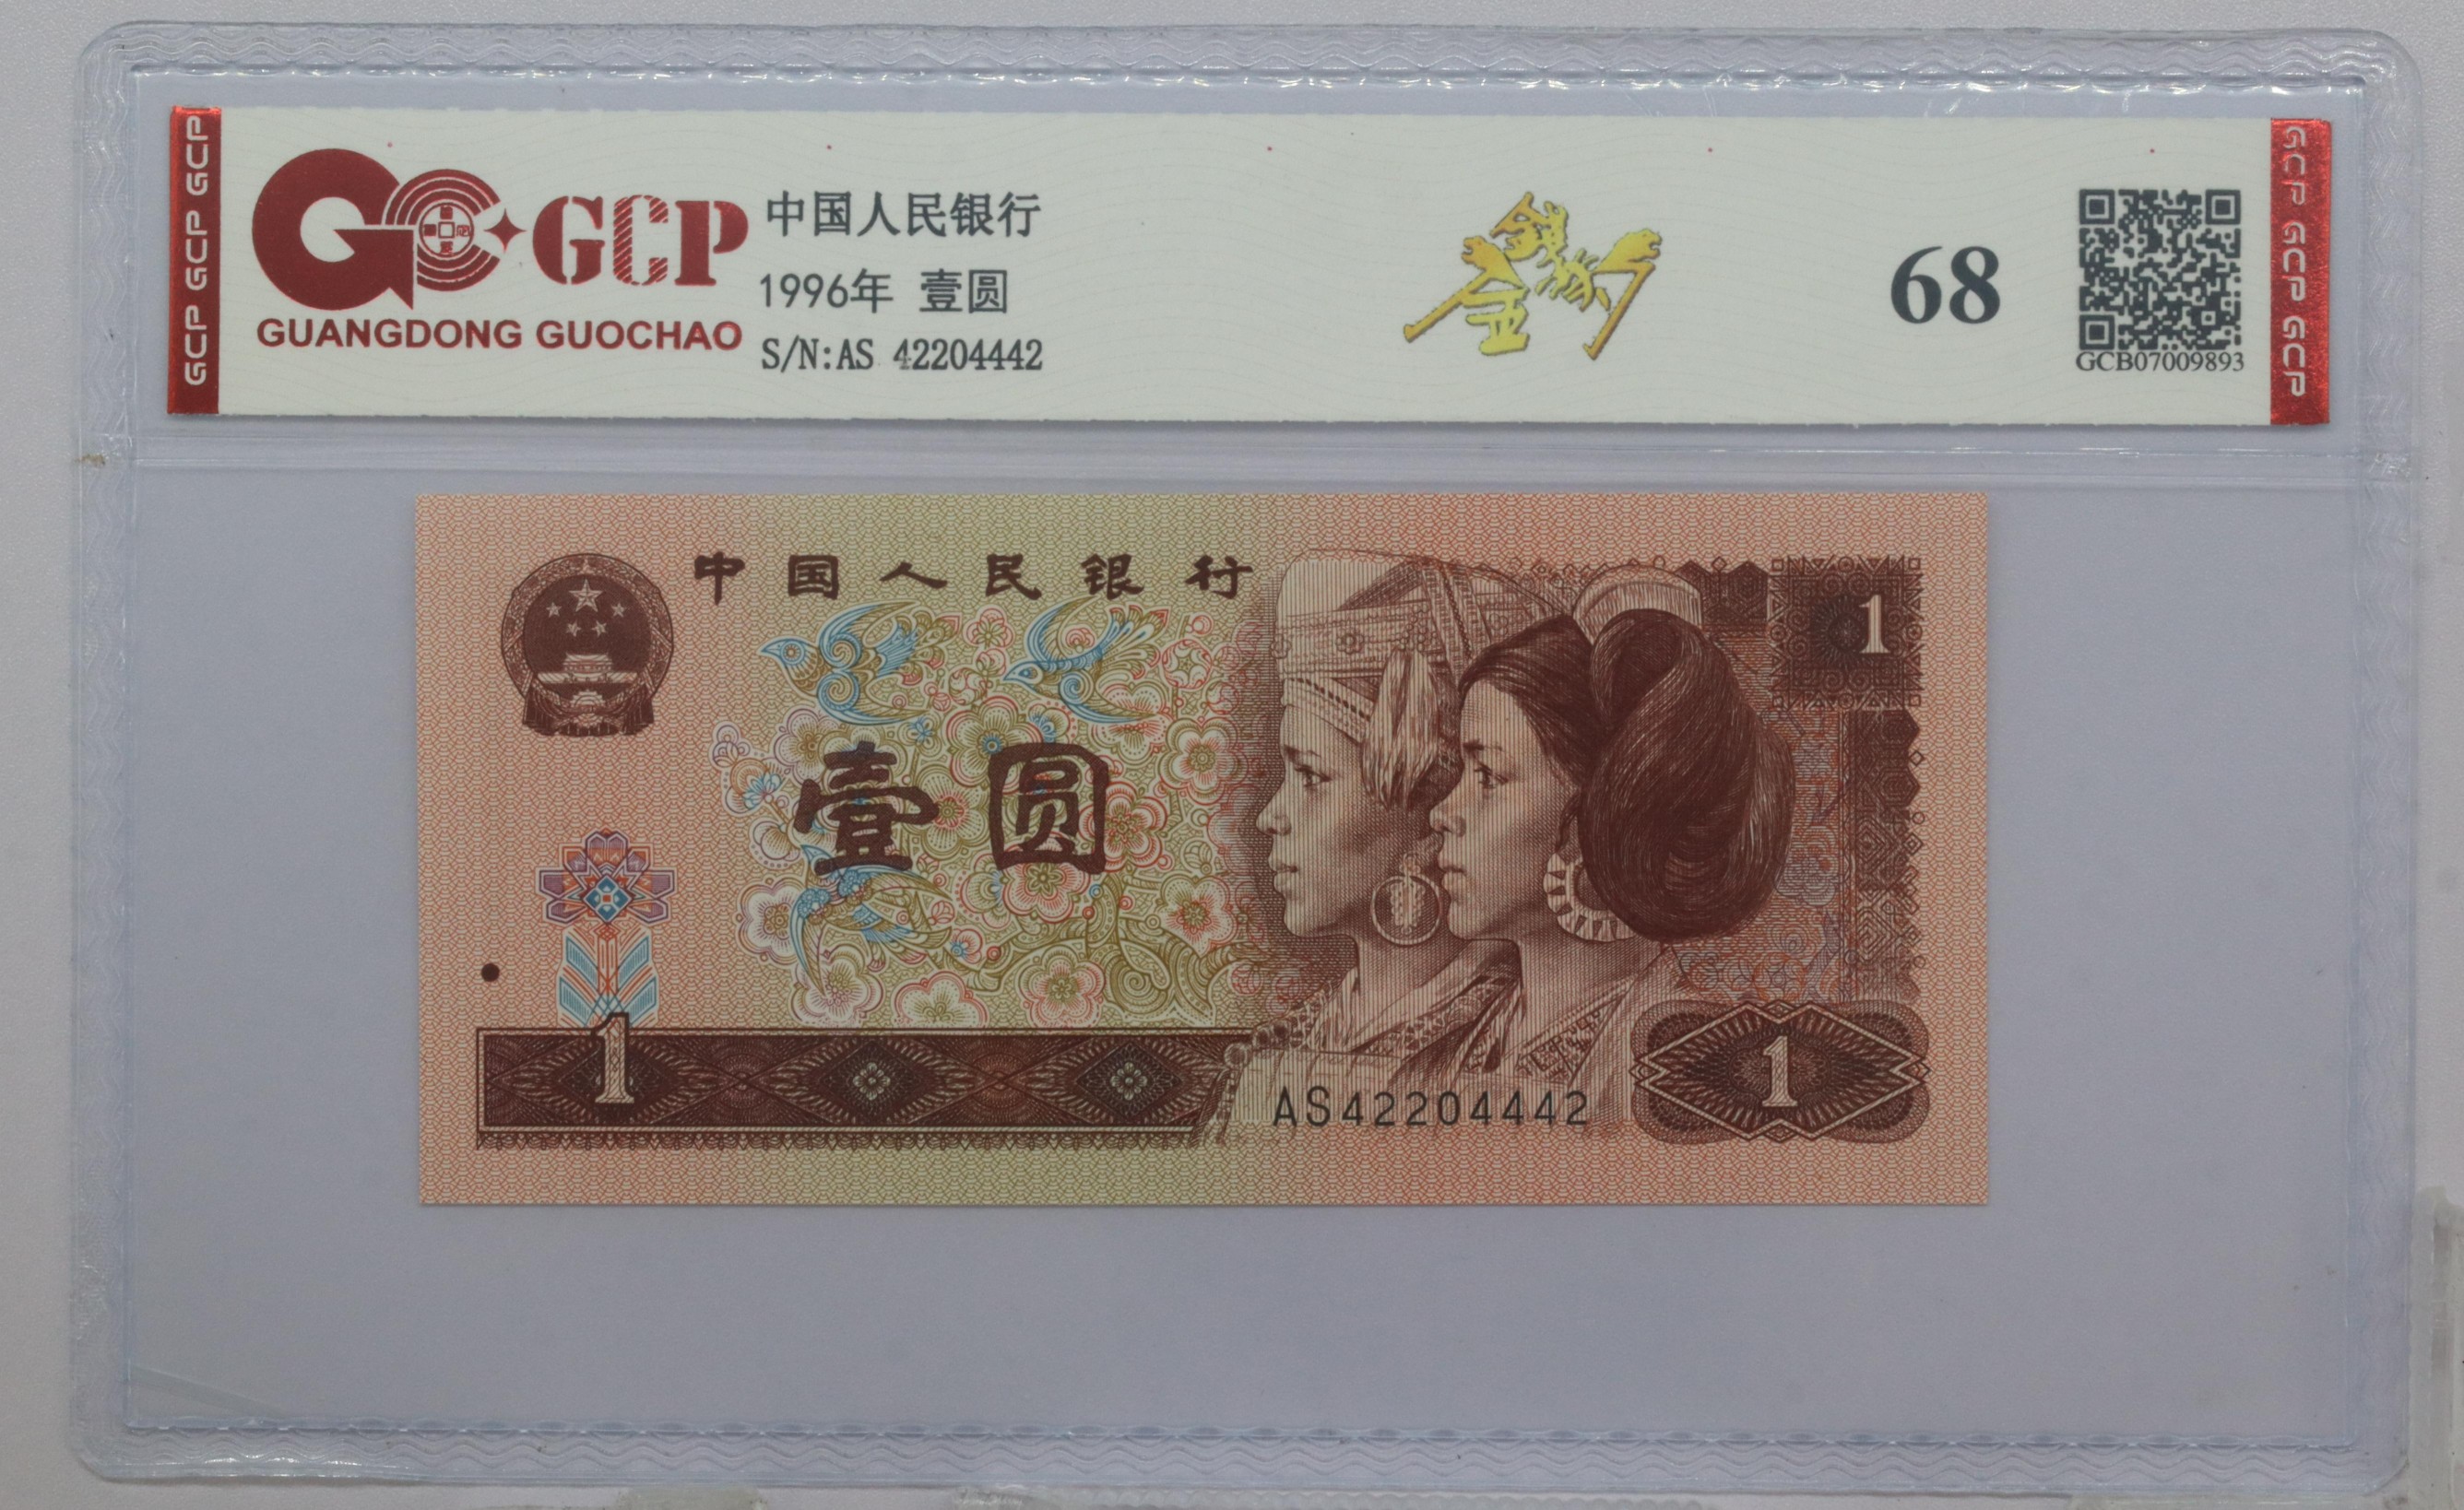 GCP GCP GCP
GCP
GUANGDONG GUOCHAO
中国人民银行
1996年 壹圆
S/N:AS 42204442
68
GCB07009893
GCP GCP GCP
中国人民银行
1
壹圆
1
AS42204442
1